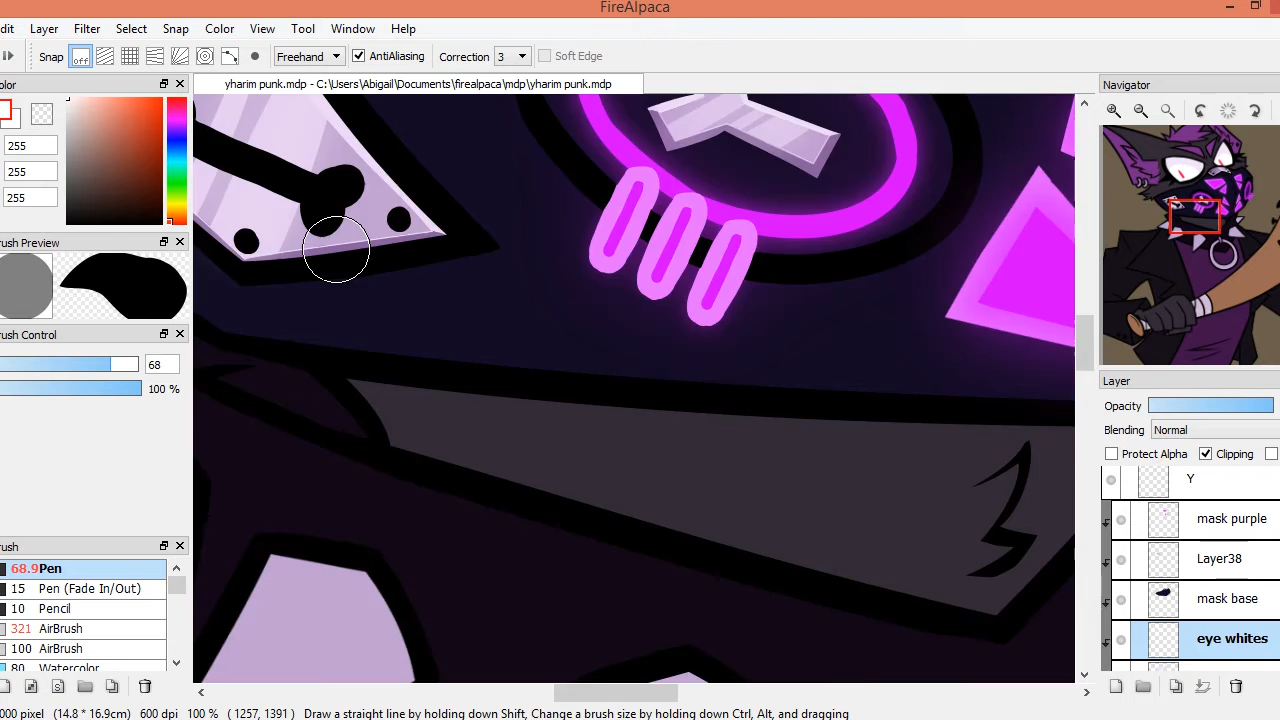 FireAlpaca
dit Layer Filter Select Snap Color View Tool Window Help
Snap off Freehand AntiAliasing Correction 3 Soft Edge
olor
yharim punk.mdp - C:\Users\Abigail\Documents\firealpaca\mdp\yharim punk.mdp
Navigator
255
255
255
rush Preview
rush Control
68
100 %
Layer
Opacity
Blending Normal
Protect Alpha Clipping
Y
mask purple
Layer38
mask base
eye whites
rush
68.9 Pen
15 Pen (Fade In/Out)
10 Pencil
321 AirBrush
100 AirBrush
80 Watercolor
000 pixel (14.8 * 16.9cm) 600 dpi 100 % ( 1257, 1391 ) Draw a straight line by holding down Shift, Change a brush size by holding down Ctrl, Alt, and dragging